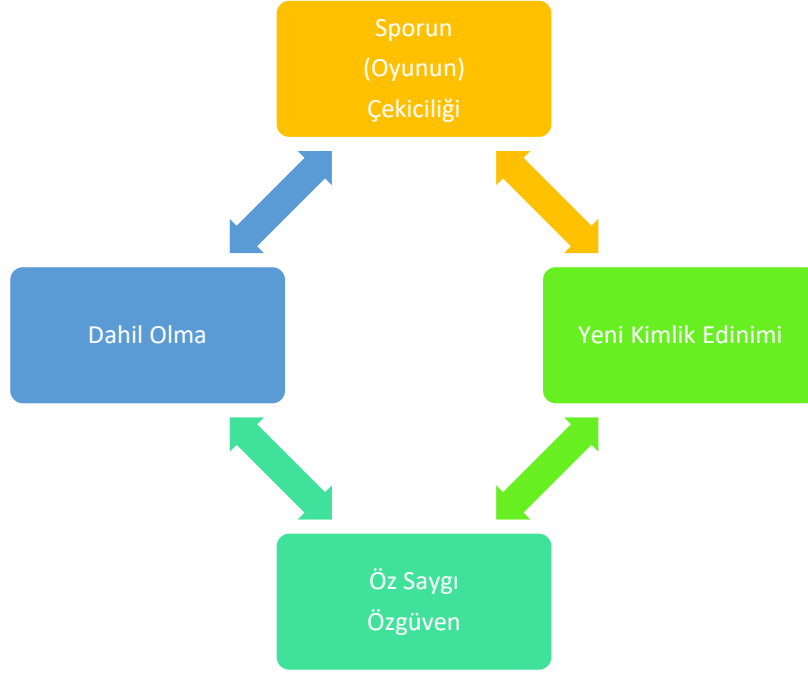 Sporun
(Oyunun)
Çekiciliği
Dahil Olma
Yeni Kimlik Edinimi
Öz Saygı
Özgüven